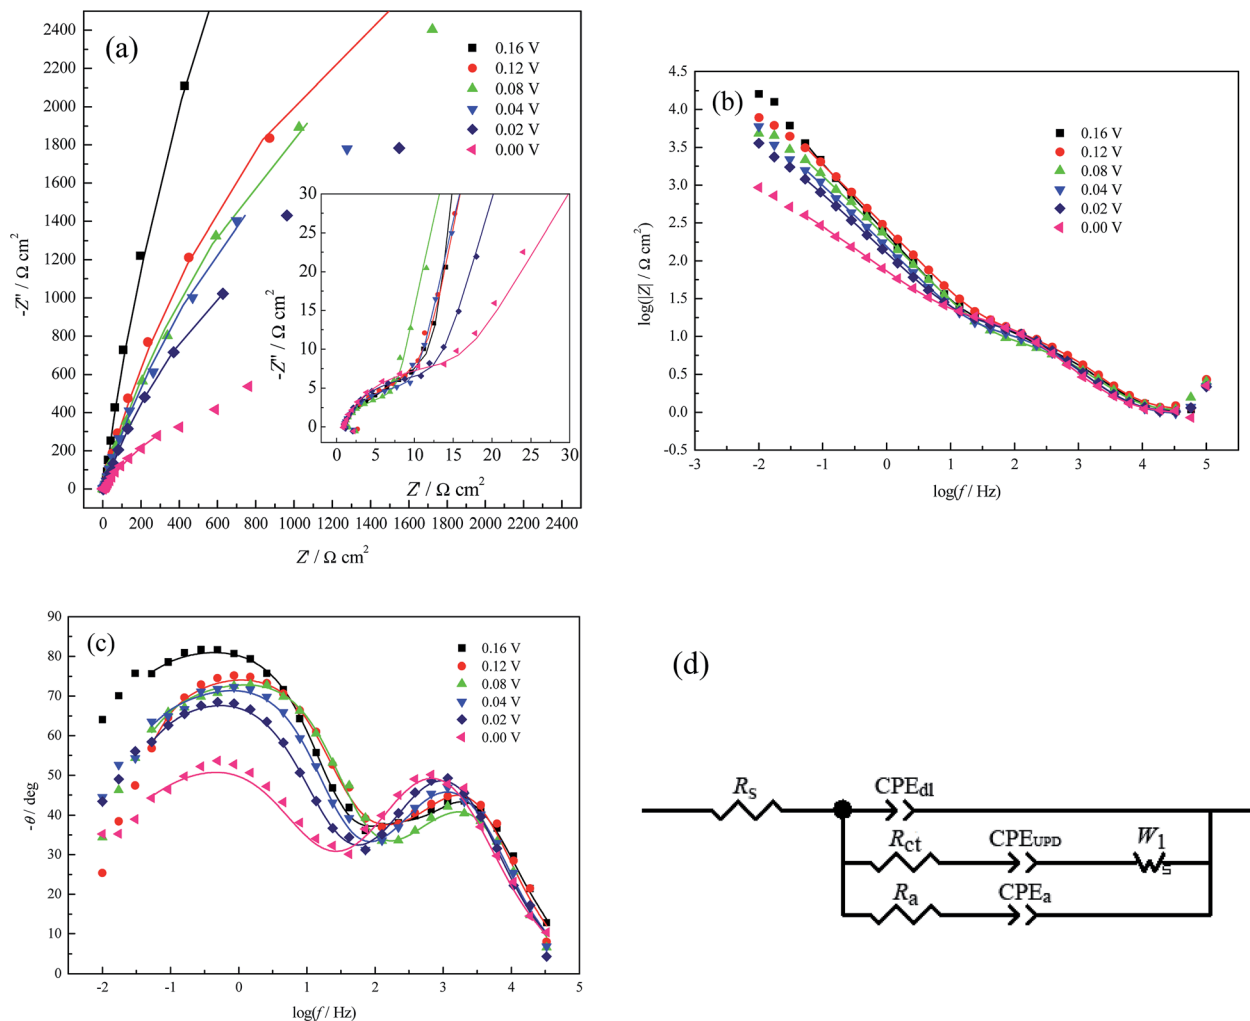 (a)
0.16 V
0.12 V
0.08 V
0.04 V
0.02 V
0.00 V
2400
2200
2000
1800
1600
1400
1200
1000
800
600
400
200
0
-Z'' / Ω cm²
0 200 400 600 800 1000 1200 1400 1600 1800 2000 2200 2400
Z' / Ω cm²
30
25
20
15
10
5
0
-Z'' / Ω cm²
0 5 10 15 20 25 30
Z' / Ω cm²
(b)
0.16 V
0.12 V
0.08 V
0.04 V
0.02 V
0.00 V
4.5
4.0
3.5
3.0
2.5
2.0
1.5
1.0
0.5
0.0
-0.5
log(|Z| / Ω cm²)
-3 -2 -1 0 1 2 3 4 5 6
log(f / Hz)
(c)
0.16 V
0.12 V
0.08 V
0.04 V
0.02 V
0.00 V
90
80
70
60
50
40
30
20
10
0
-θ / deg
-2 -1 0 1 2 3 4 5
log(f / Hz)
(d)
Rs CPEdl
Rct CPEUPD W1
s
Ra CPEa